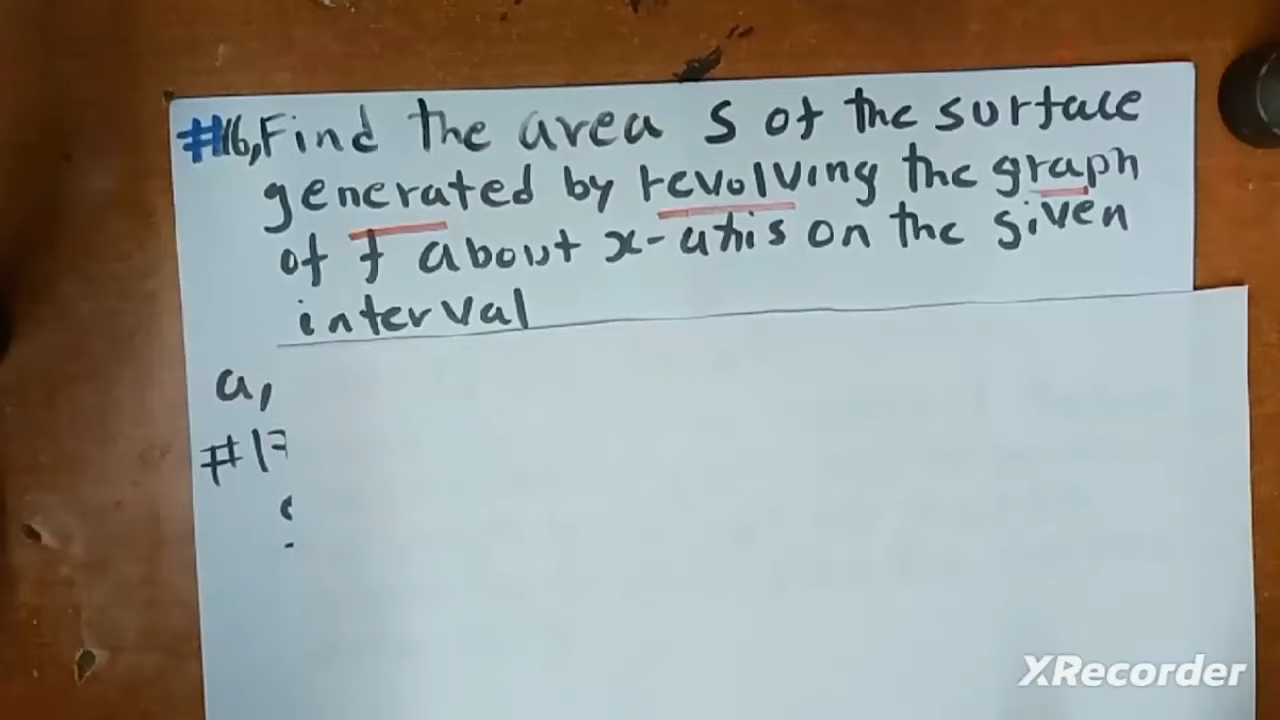 #16, Find the area S of the surface
generated by revolving the graph
of f about x-axis on the given
interval
a,
#17
XRecorder